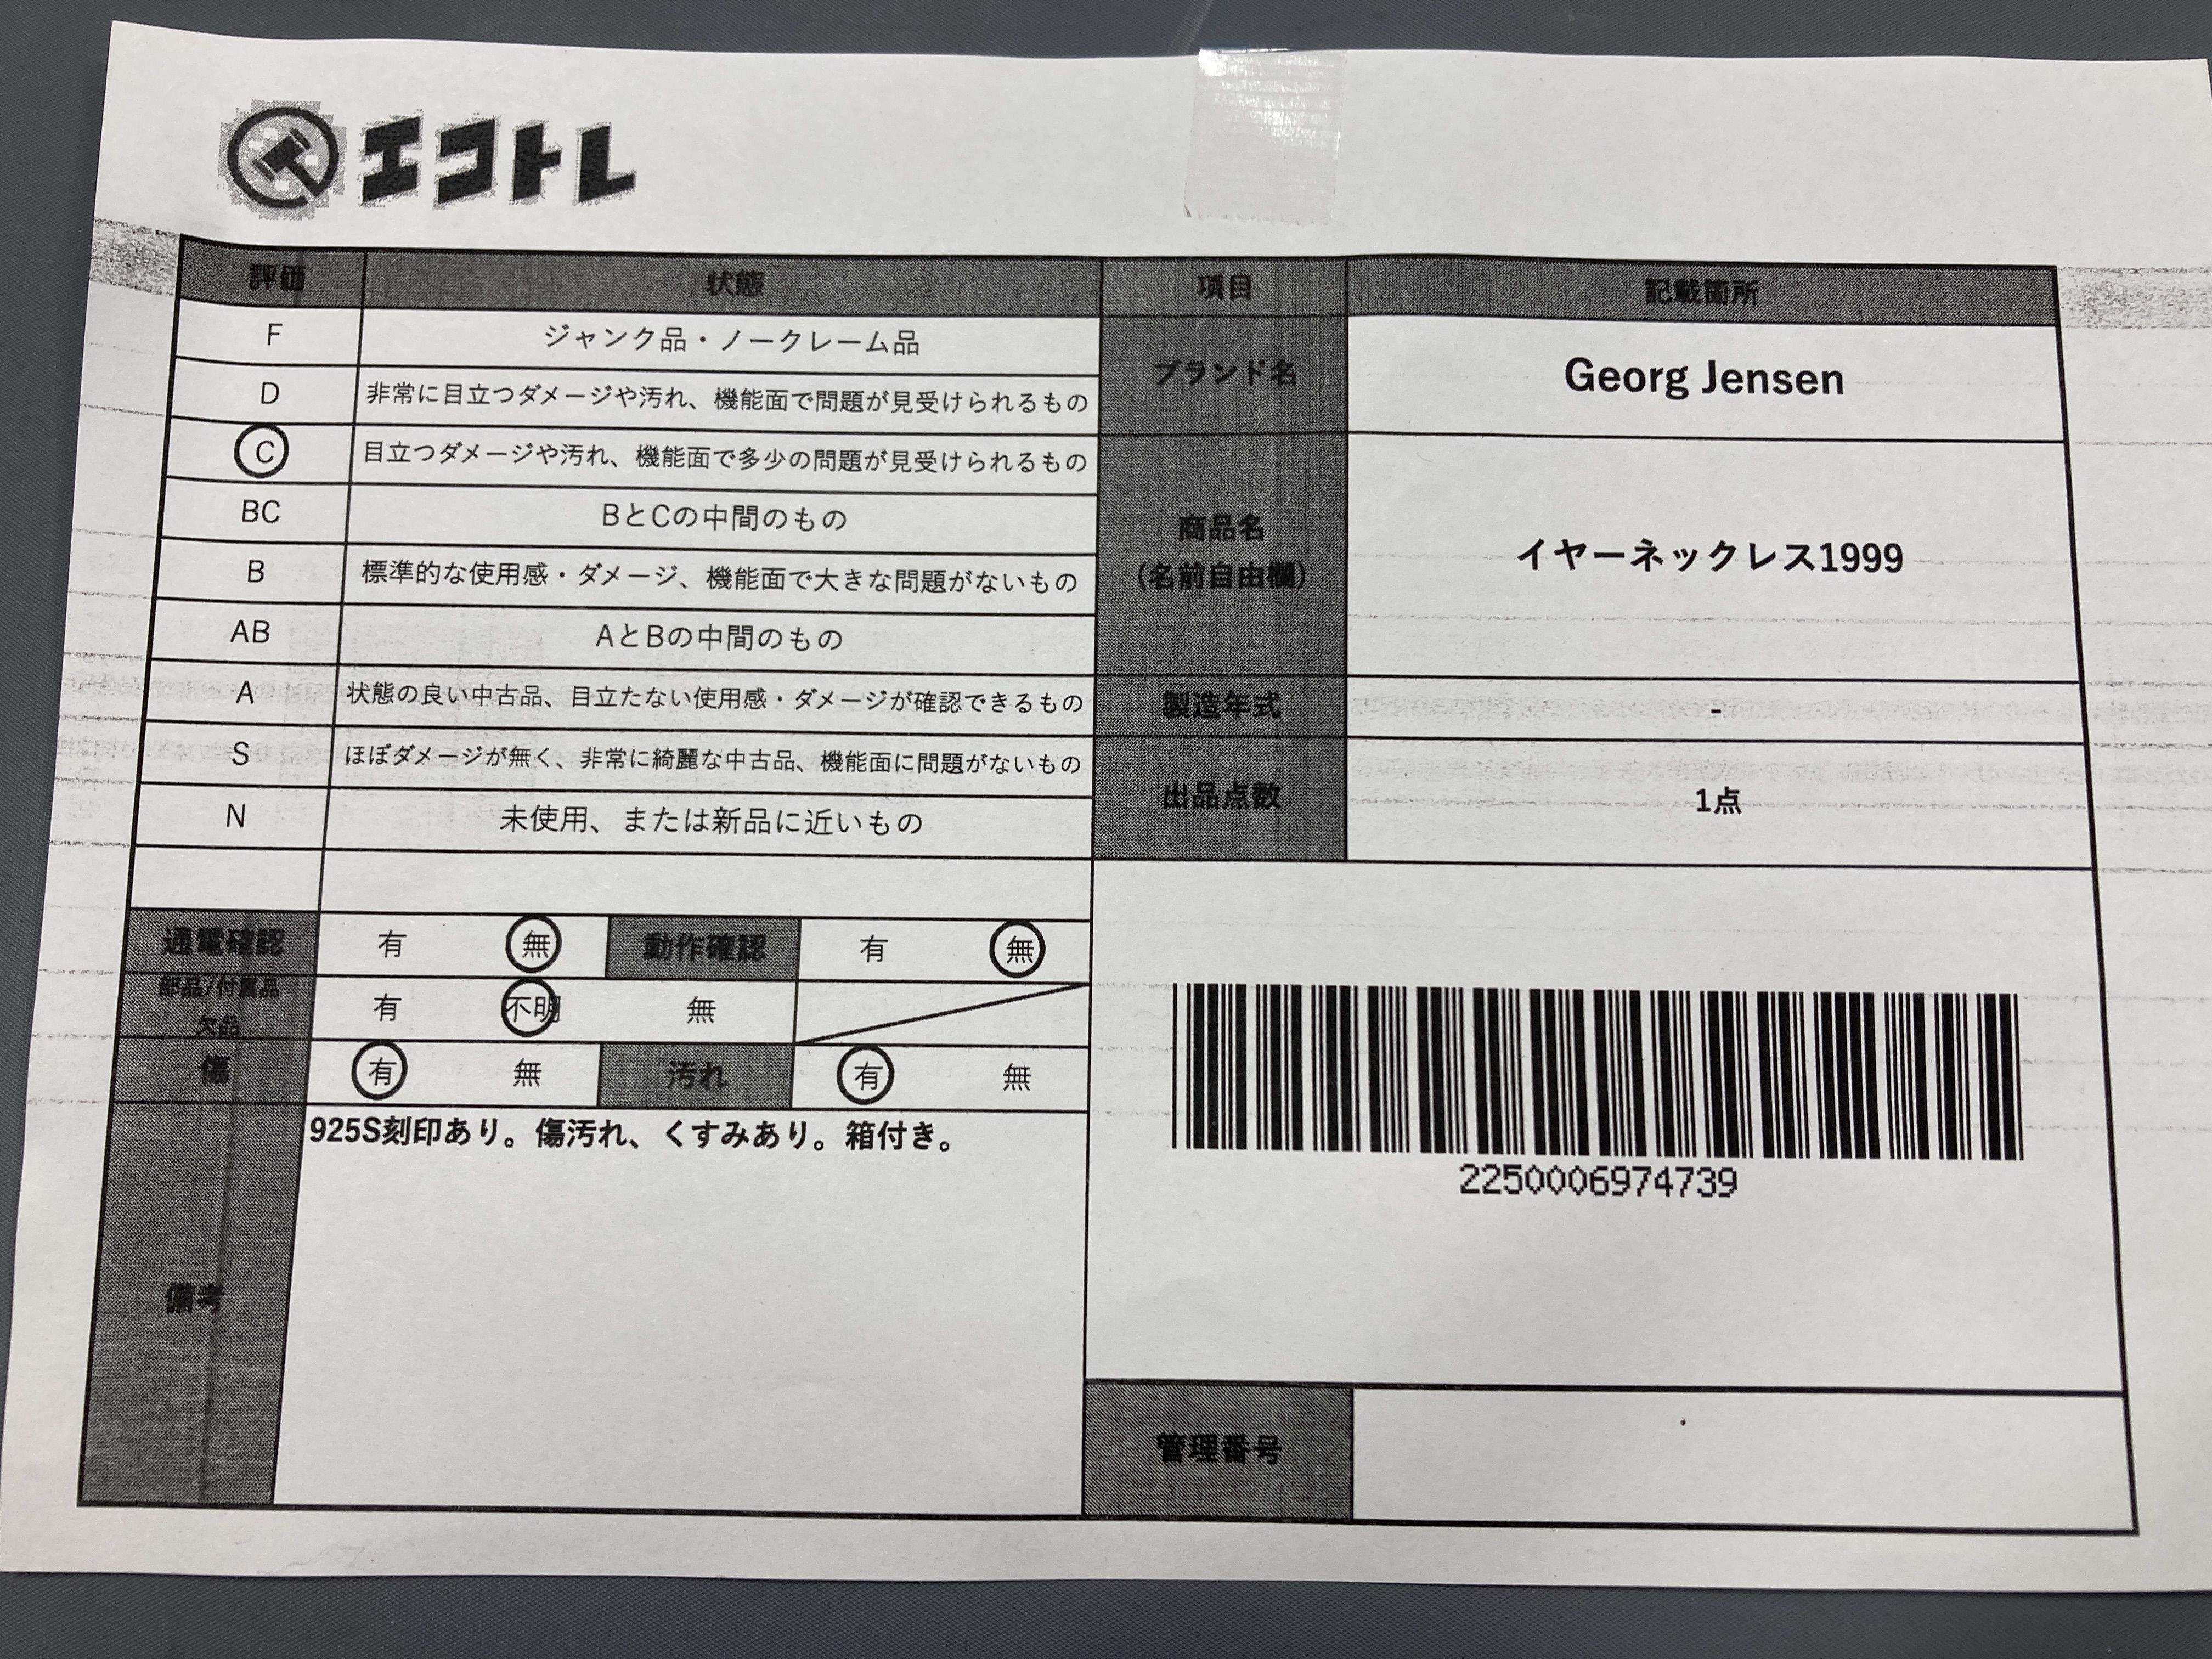 エコトレ
評価 状態 項目 記載箇所
F ジャンク品・ノークレーム品
D 非常に目立つダメージや汚れ、機能面で問題が見受けられるもの
C 目立つダメージや汚れ、機能面で多少の問題が見受けられるもの
BC BとCの中間のもの
B 標準的な使用感・ダメージ、機能面で大きな問題がないもの
AB AとBの中間のもの
A 状態の良い中古品、目立たない使用感・ダメージが確認できるもの
S ほぼダメージが無く、非常に綺麗な中古品、機能面に問題がないもの
N 未使用、または新品に近いもの
ブランド名 Georg Jensen
商品名
(名前自由欄)
イヤーネックレス1999
製造年式 -
出品点数 1点
通電確認 有 無 動作確認 有 無
部品/付属品
欠品
有 不明 無
傷 有 無 汚れ 有 無
備考
925S刻印あり。傷汚れ、くすみあり。箱付き。
2250006974739
管理番号